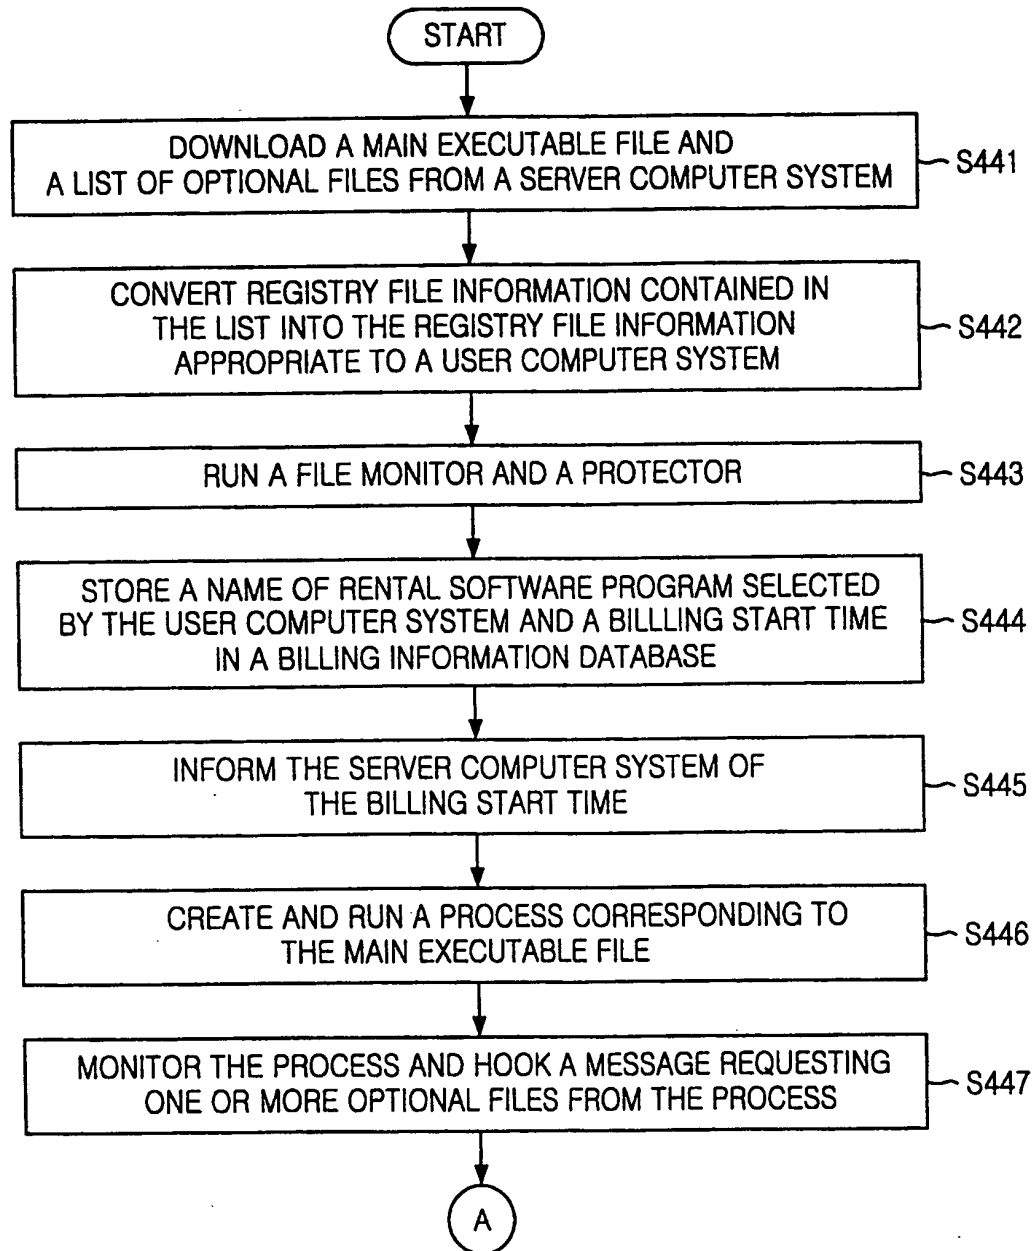 START
DOWNLOAD A MAIN EXECUTABLE FILE AND
A LIST OF OPTIONAL FILES FROM A SERVER COMPUTER SYSTEM
S441
CONVERT REGISTRY FILE INFORMATION CONTAINED IN
THE LIST INTO THE REGISTRY FILE INFORMATION
APPROPRIATE TO A USER COMPUTER SYSTEM
S442
RUN A FILE MONITOR AND A PROTECTOR
S443
STORE A NAME OF RENTAL SOFTWARE PROGRAM SELECTED
BY THE USER COMPUTER SYSTEM AND A BILLLING START TIME
IN A BILLING INFORMATION DATABASE
S444
INFORM THE SERVER COMPUTER SYSTEM OF
THE BILLING START TIME
S445
CREATE AND RUN A PROCESS CORRESPONDING TO
THE MAIN EXECUTABLE FILE
S446
MONITOR THE PROCESS AND HOOK A MESSAGE REQUESTING
ONE OR MORE OPTIONAL FILES FROM THE PROCESS
S447
A